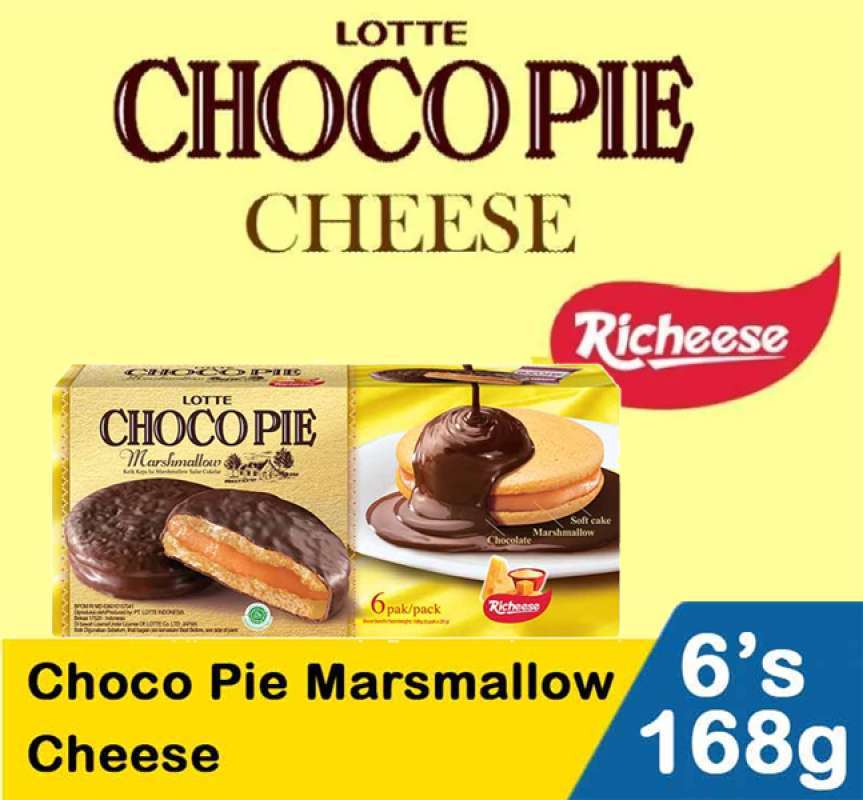 LOTTE
CHOCO PIE
CHEESE
Richeese
LOTTE
CHOCO PIE
Marshmallow
Chocolate
Marshmallow
Soft cake
6 pak/pack
Richeese
Choco Pie Marsmallow
Cheese
6's
168g